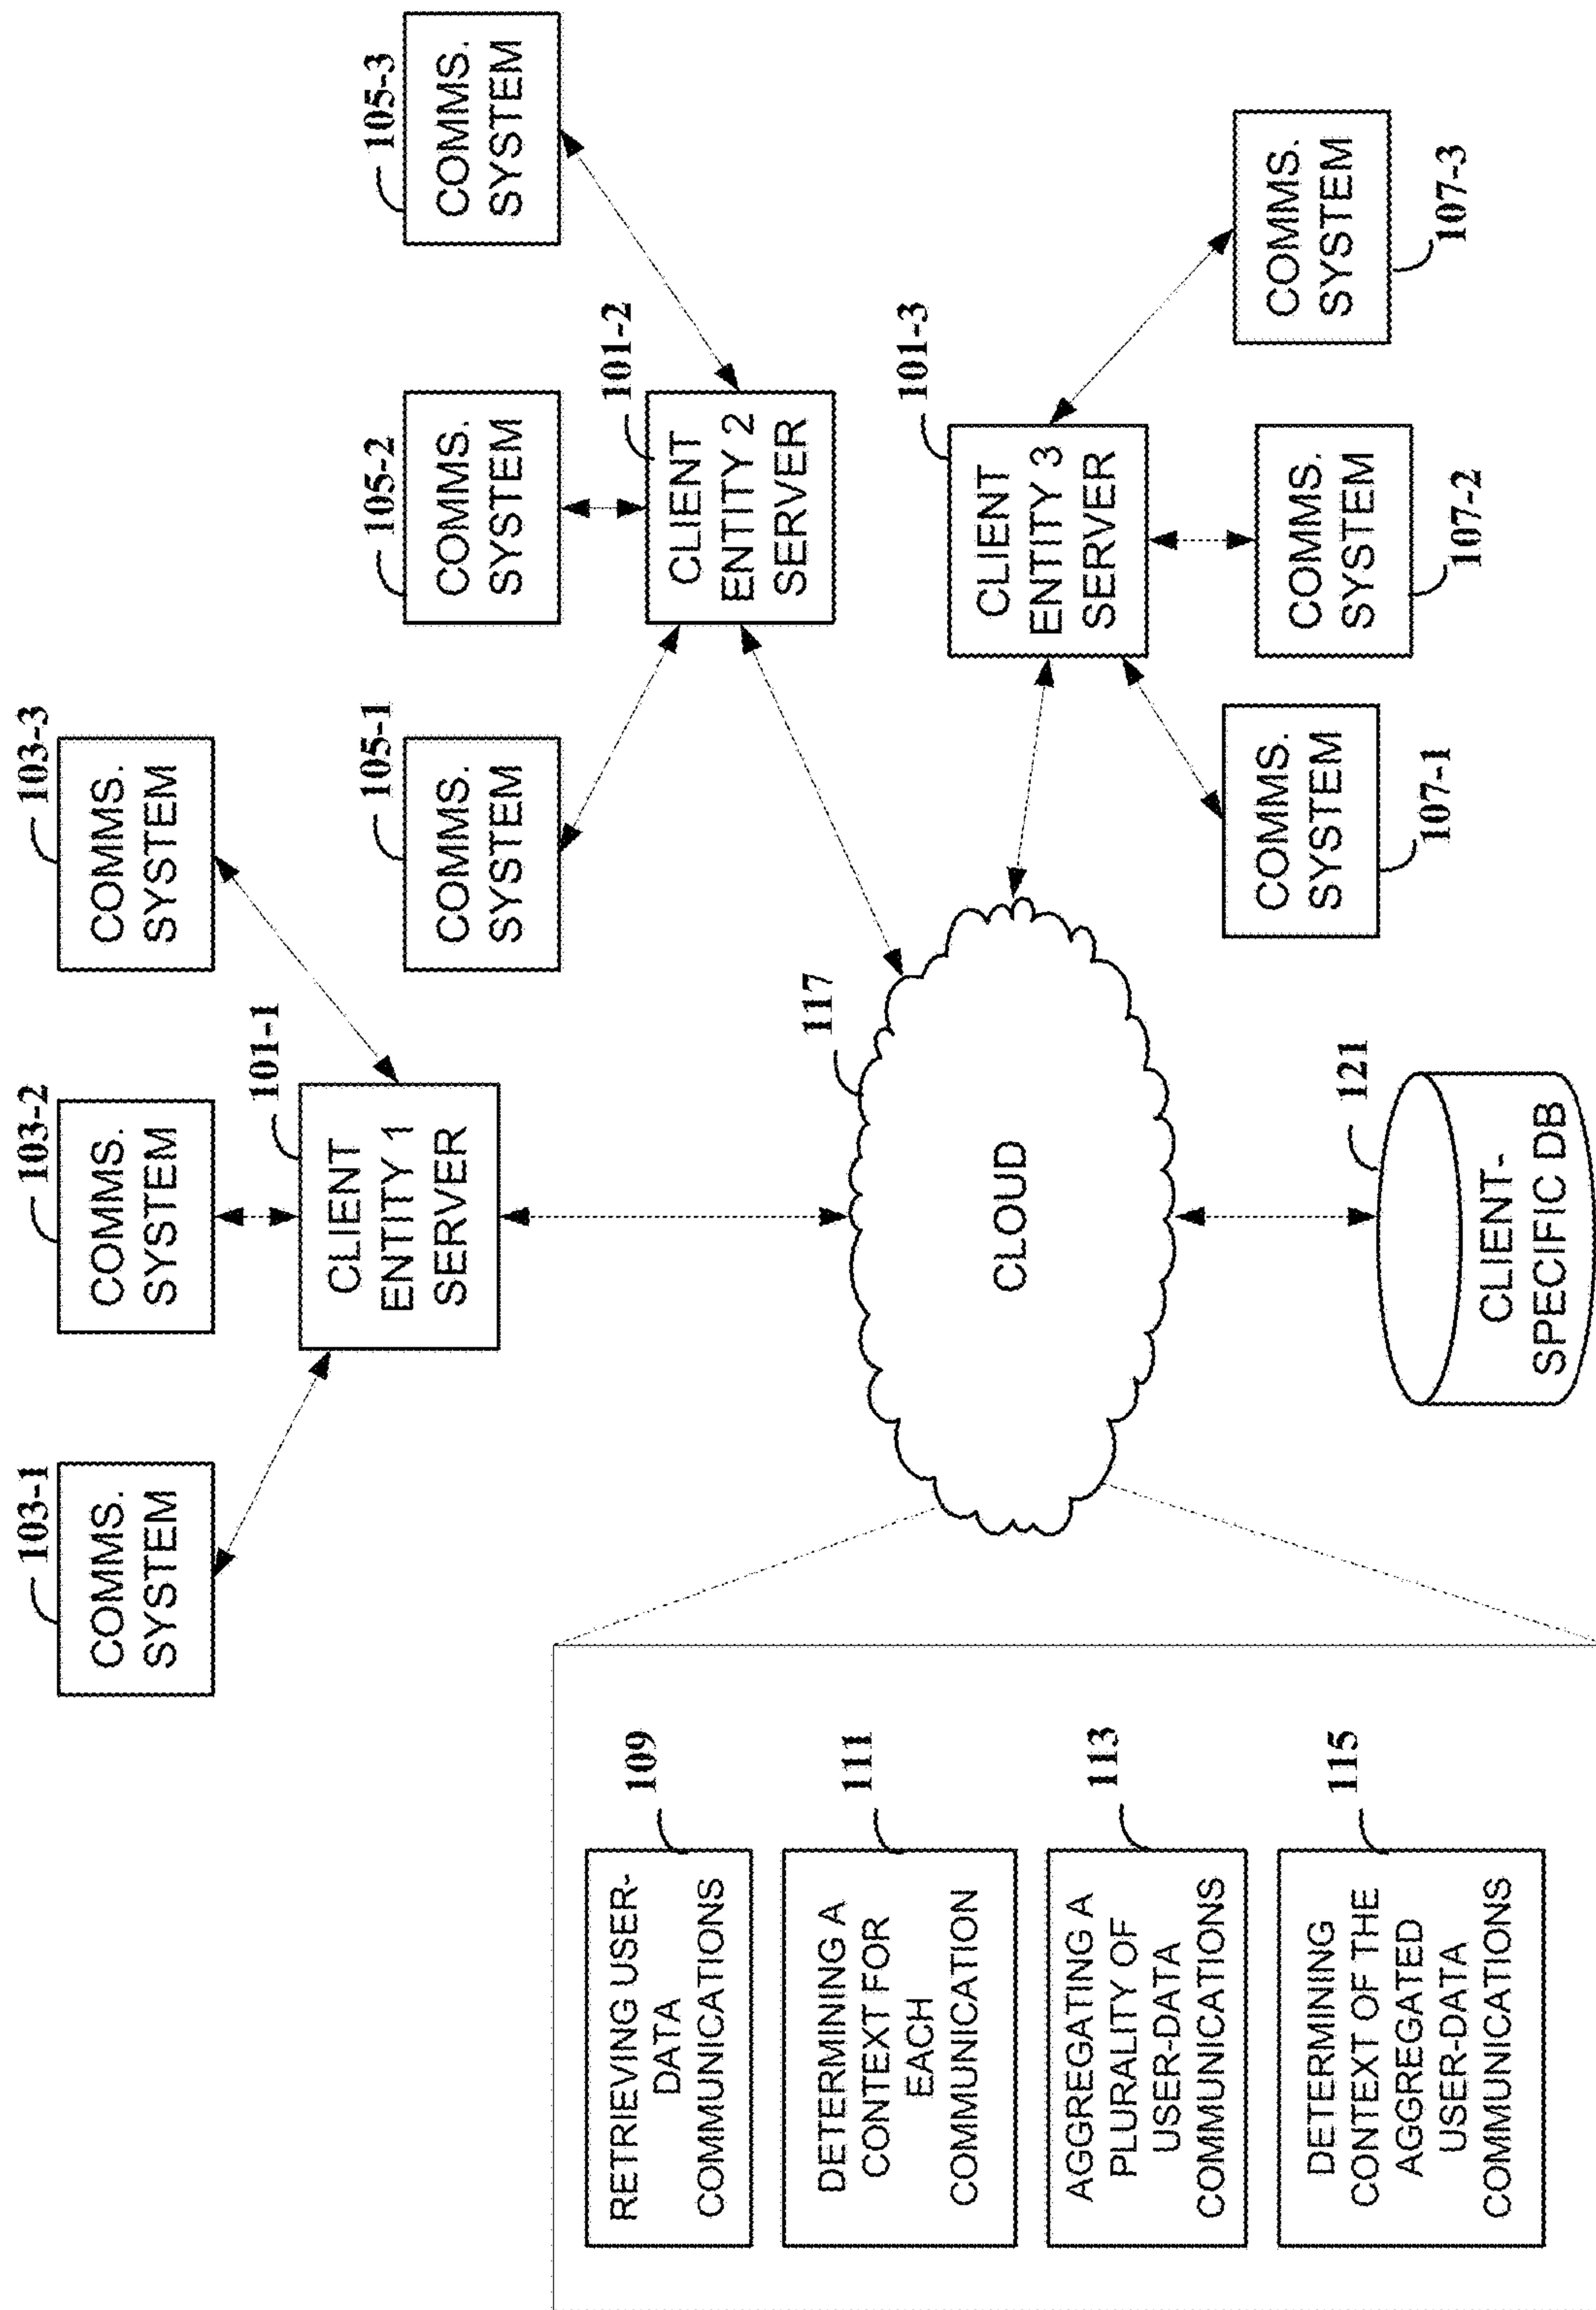 103-1
COMMS.
SYSTEM
103-2
COMMS.
SYSTEM
103-3
COMMS.
SYSTEM
101-1
CLIENT
ENTITY 1
SERVER
105-1
COMMS.
SYSTEM
105-2
COMMS.
SYSTEM
105-3
COMMS.
SYSTEM
101-2
CLIENT
ENTITY 2
SERVER
101-3
CLIENT
ENTITY 3
SERVER
107-1
COMMS.
SYSTEM
107-2
COMMS.
SYSTEM
107-3
COMMS.
SYSTEM
117
CLOUD
121
CLIENT-
SPECIFIC DB
109
RETRIEVING USER-
DATA
COMMUNICATIONS
111
DETERMINING A
CONTEXT FOR
EACH
COMMUNICATION
113
AGGREGATING A
PLURALITY OF
USER-DATA
COMMUNICATIONS
115
DETERMINING
CONTEXT OF THE
AGGREGATED
USER-DATA
COMMUNICATIONS